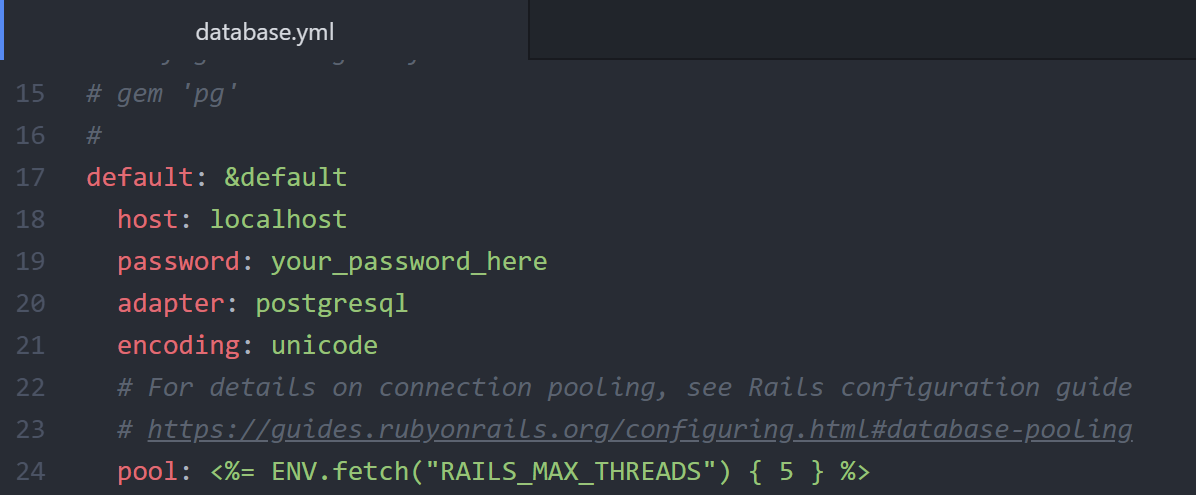 database.yml
15 # gem 'pg'
16 #
17 default: &default
18   host: localhost
19   password: your_password_here
20   adapter: postgresql
21   encoding: unicode
22   # For details on connection pooling, see Rails configuration guide
23   # https://guides.rubyonrails.org/configuring.html#database-pooling
24   pool: <%= ENV.fetch("RAILS_MAX_THREADS") { 5 } %>